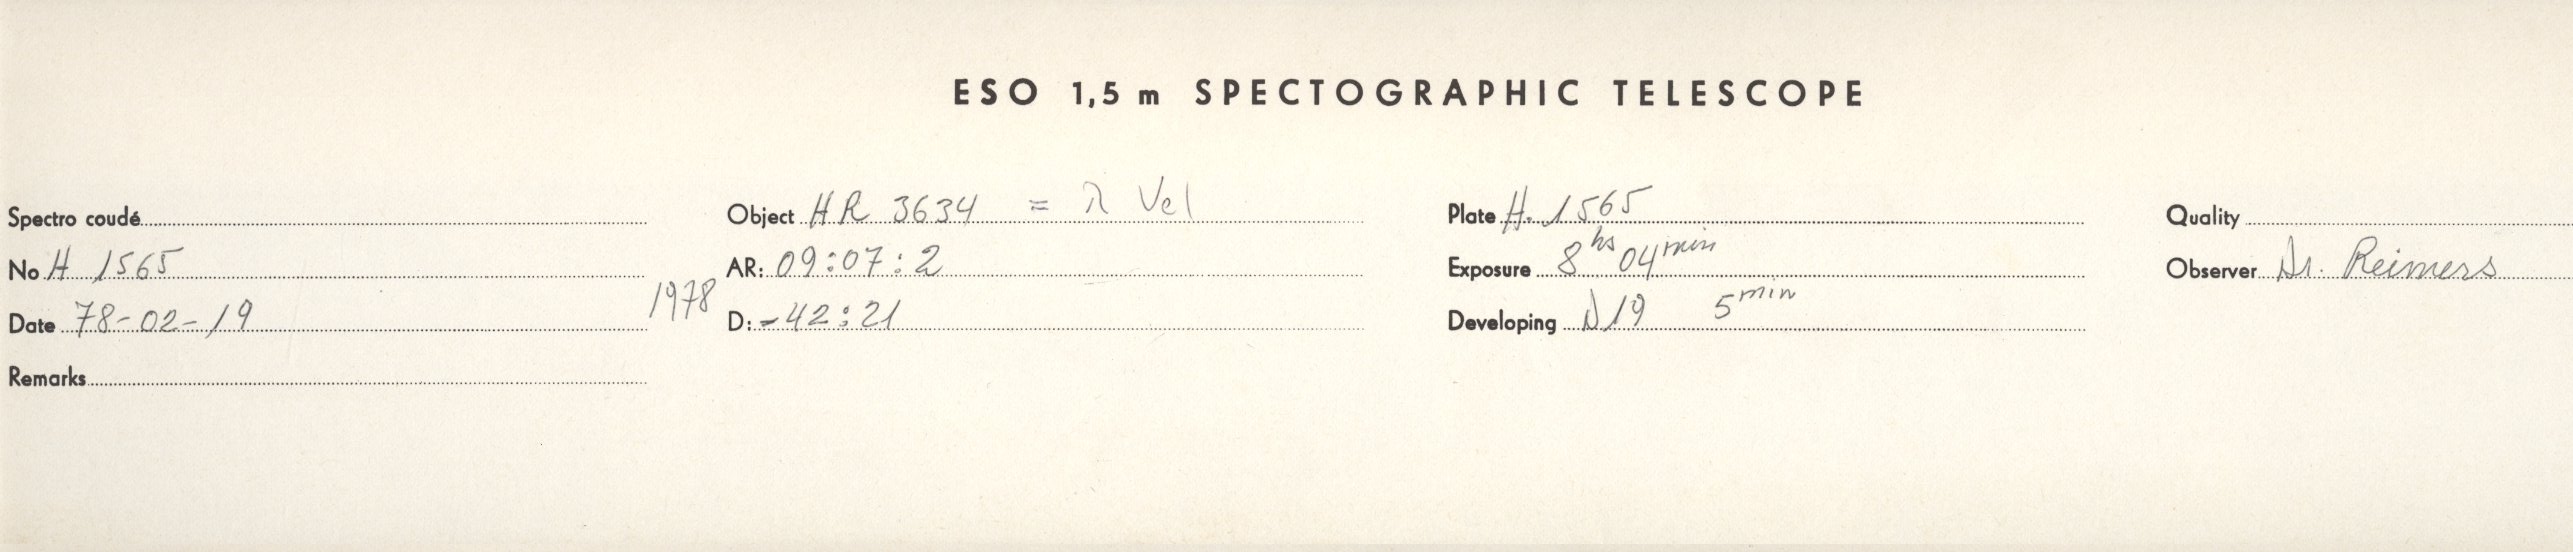 ESO 1,5 m SPECTOGRAPHIC TELESCOPE
Spectro coudé
No H 1565
Date 78-02-19
1978
Remarks
Object HR 3634 = λ Vel
AR: 09:07:2
D: -42:21
Plate H. 1565
Exposure 8 hs 04 min
Developing D19 5 min
Quality
Observer Dr. Reimers